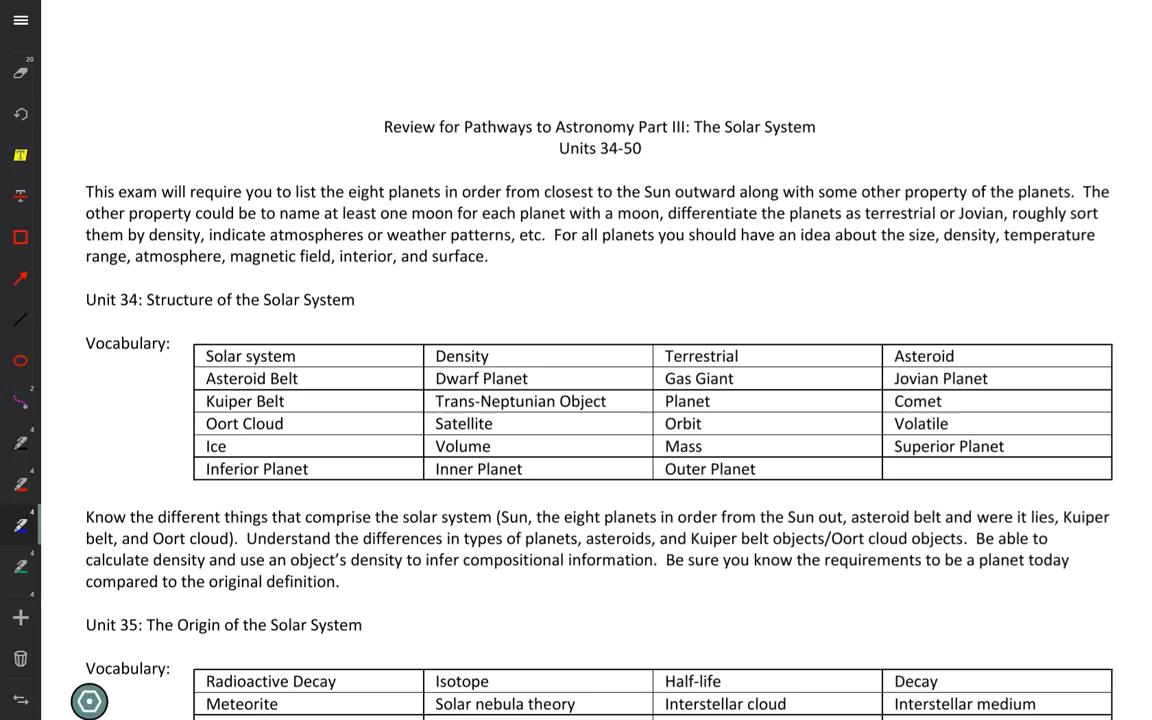 Review for Pathways to Astronomy Part III: The Solar System
Units 34-50
This exam will require you to list the eight planets in order from closest to the Sun outward along with some other property of the planets. The
other property could be to name at least one moon for each planet with a moon, differentiate the planets as terrestrial or Jovian, roughly sort
them by density, indicate atmospheres or weather patterns, etc. For all planets you should have an idea about the size, density, temperature
range, atmosphere, magnetic field, interior, and surface.
Unit 34: Structure of the Solar System
Vocabulary:
Solar system Density Terrestrial Asteroid
Asteroid Belt Dwarf Planet Gas Giant Jovian Planet
Kuiper Belt Trans-Neptunian Object Planet Comet
Oort Cloud Satellite Orbit Volatile
Ice Volume Mass Superior Planet
Inferior Planet Inner Planet Outer Planet
Know the different things that comprise the solar system (Sun, the eight planets in order from the Sun out, asteroid belt and were it lies, Kuiper
belt, and Oort cloud). Understand the differences in types of planets, asteroids, and Kuiper belt objects/Oort cloud objects. Be able to
calculate density and use an object's density to infer compositional information. Be sure you know the requirements to be a planet today
compared to the original definition.
Unit 35: The Origin of the Solar System
Vocabulary:
Radioactive Decay Isotope Half-life Decay
Meteorite Solar nebula theory Interstellar cloud Interstellar medium
20
T
2
4
4
4
4
4